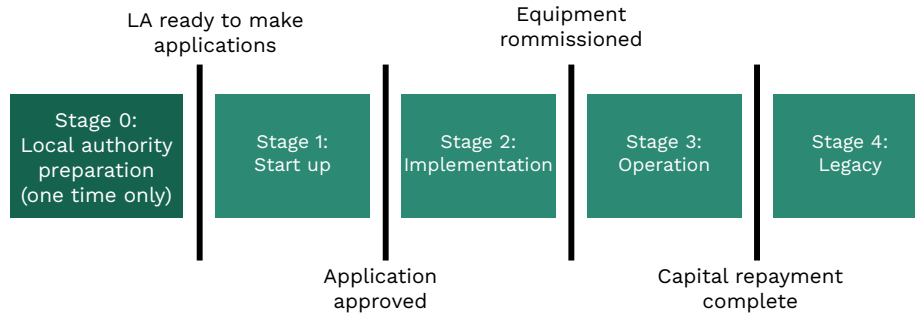 LA ready to make
applications
Equipment
rommissioned
Stage 0:
Local authority
preparation
(one time only)
Stage 1:
Start up
Stage 2:
Implementation
Stage 3:
Operation
Stage 4:
Legacy
Application
approved
Capital repayment
complete